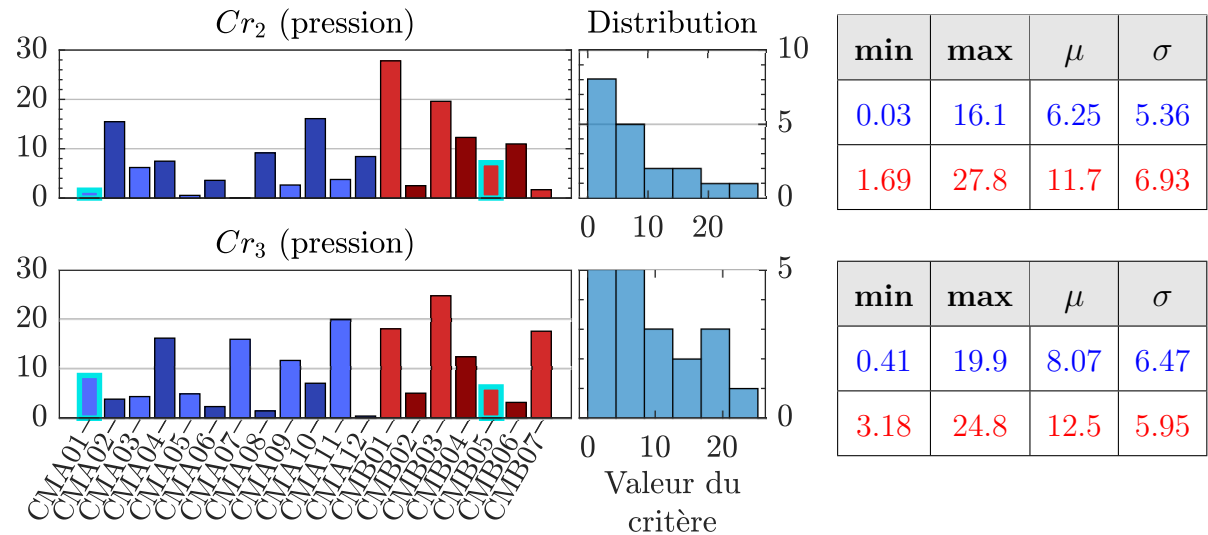 Cr₂ (pression)
30
20
10
0
Distribution
10
5
0
0 10 20
min max μ σ
0.03 16.1 6.25 5.36
1.69 27.8 11.7 6.93
Cr₃ (pression)
30
20
10
0
CMA01
CMA02
CMA03
CMA04
CMA05
CMA06
CMA07
CMA08
CMA09
CMA10
CMA11
CMA12
CMB01
CMB02
CMB03
CMB04
CMB05
CMB06
CMB07
5
0
0 10 20
Valeur du
critère
min max μ σ
0.41 19.9 8.07 6.47
3.18 24.8 12.5 5.95